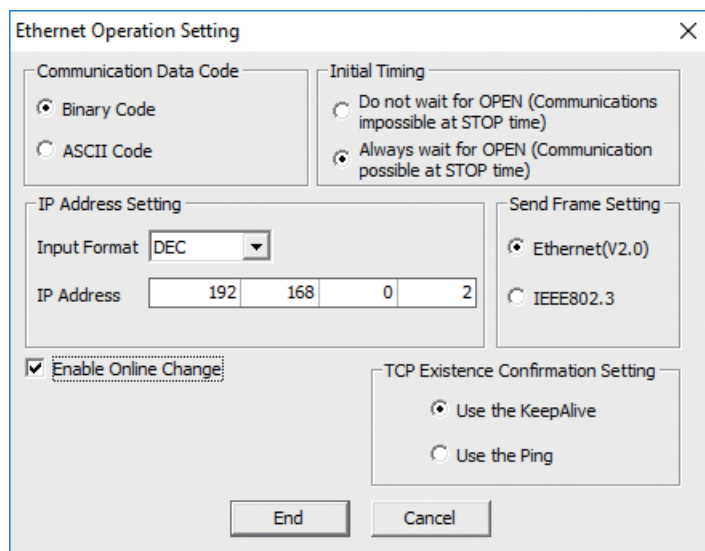 Ethernet Operation Setting
Communication Data Code
Binary Code
ASCII Code
Initial Timing
Do not wait for OPEN (Communications
impossible at STOP time)
Always wait for OPEN (Communication
possible at STOP time)
IP Address Setting
Input Format DEC
IP Address 192 168 0 2
Send Frame Setting
Ethernet(V2.0)
IEEE802.3
Enable Online Change
TCP Existence Confirmation Setting
Use the KeepAlive
Use the Ping
End Cancel